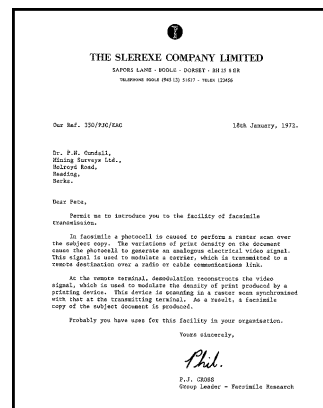 THE SLEREXE COMPANY LIMITED
SAPORS LANE - BOOLE - DORSET - BH 25 8 ER
TELEPHONE BOOLE (945 13) 51617 - TELEX 123456
Our Ref. 350/PJC/EAC
18th January, 1972.
Dr. P.N. Cundall,
Mining Surveys Ltd.,
Holroyd Road,
Reading,
Berks.
Dear Pete,
Permit me to introduce you to the facility of facsimile
transmission.
In facsimile a photocell is caused to perform a raster scan over
the subject copy. The variations of print density on the document
cause the photocell to generate an analogous electrical video signal.
This signal is used to modulate a carrier, which is transmitted to a
remote destination over a radio or cable communications link.
At the remote terminal, demodulation reconstructs the video
signal, which is used to modulate the density of print produced by a
printing device. This device is scanning in a raster scan synchronised
with that at the transmitting terminal. As a result, a facsimile
copy of the subject document is produced.
Probably you have uses for this facility in your organisation.
Yours sincerely,
Phil.
P.J. CROSS
Group Leader - Facsimile Research